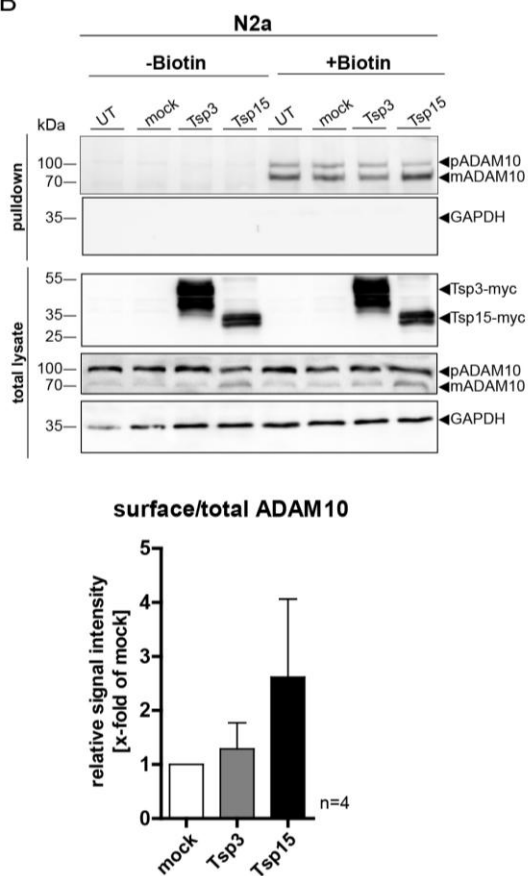 B
N2a
-Biotin +Biotin
kDa UT mock Tsp3 Tsp15 UT mock Tsp3 Tsp15
pulldown
100 pADAM10
70 mADAM10
35 GAPDH
total lysate
55 Tsp3-myc
35 Tsp15-myc
25
100 pADAM10
70 mADAM10
35 GAPDH
surface/total ADAM10
relative signal intensity
[x-fold of mock]
5
4
3
2
1
0
n=4
mock Tsp3 Tsp15